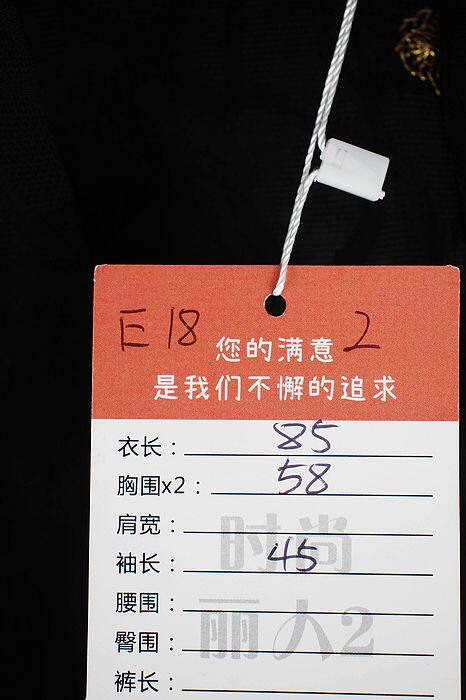 E 18 2
您的满意
是我们不懈的追求
衣长：85
胸围x2：58
肩宽：
袖长：45
腰围：
臀围：
裤长：
时尚
丽人2